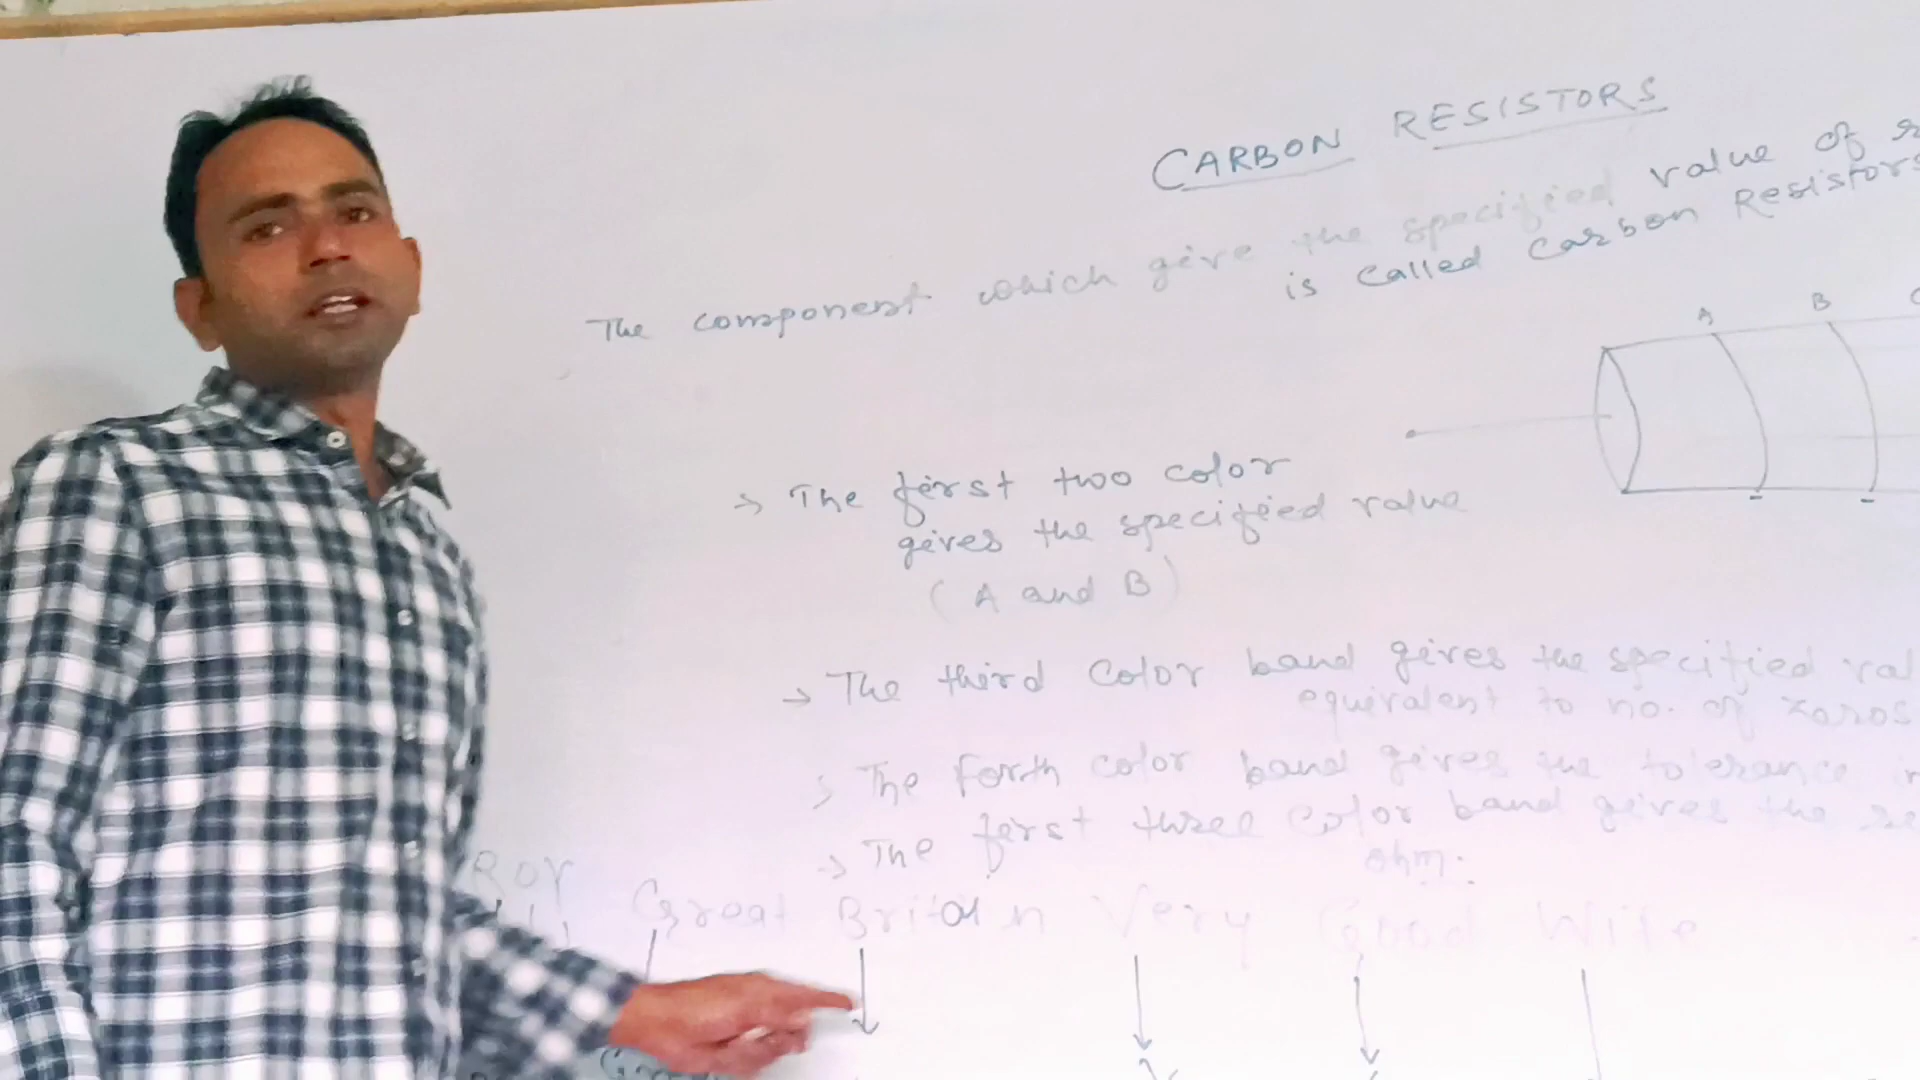 CARBON RESISTORS
The component which give the specified value of
is called Carbon Resistors
A B
→ The first two color
gives the specified value
(A and B)
→ The third Color band gives the specified val
equivalent to no. of zeros
→ The forth color band gives the tolerance
→ The first three color band gives the
ohm.
Great Britain Very Good Wife